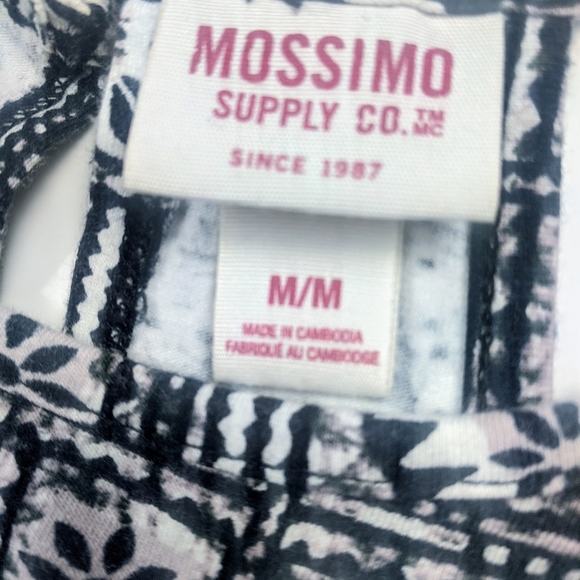 MOSSIMO
SUPPLY CO.™ MC
SINCE 1987
M/M
MADE IN CAMBODIA
FABRIQUÉ AU CAMBODGE